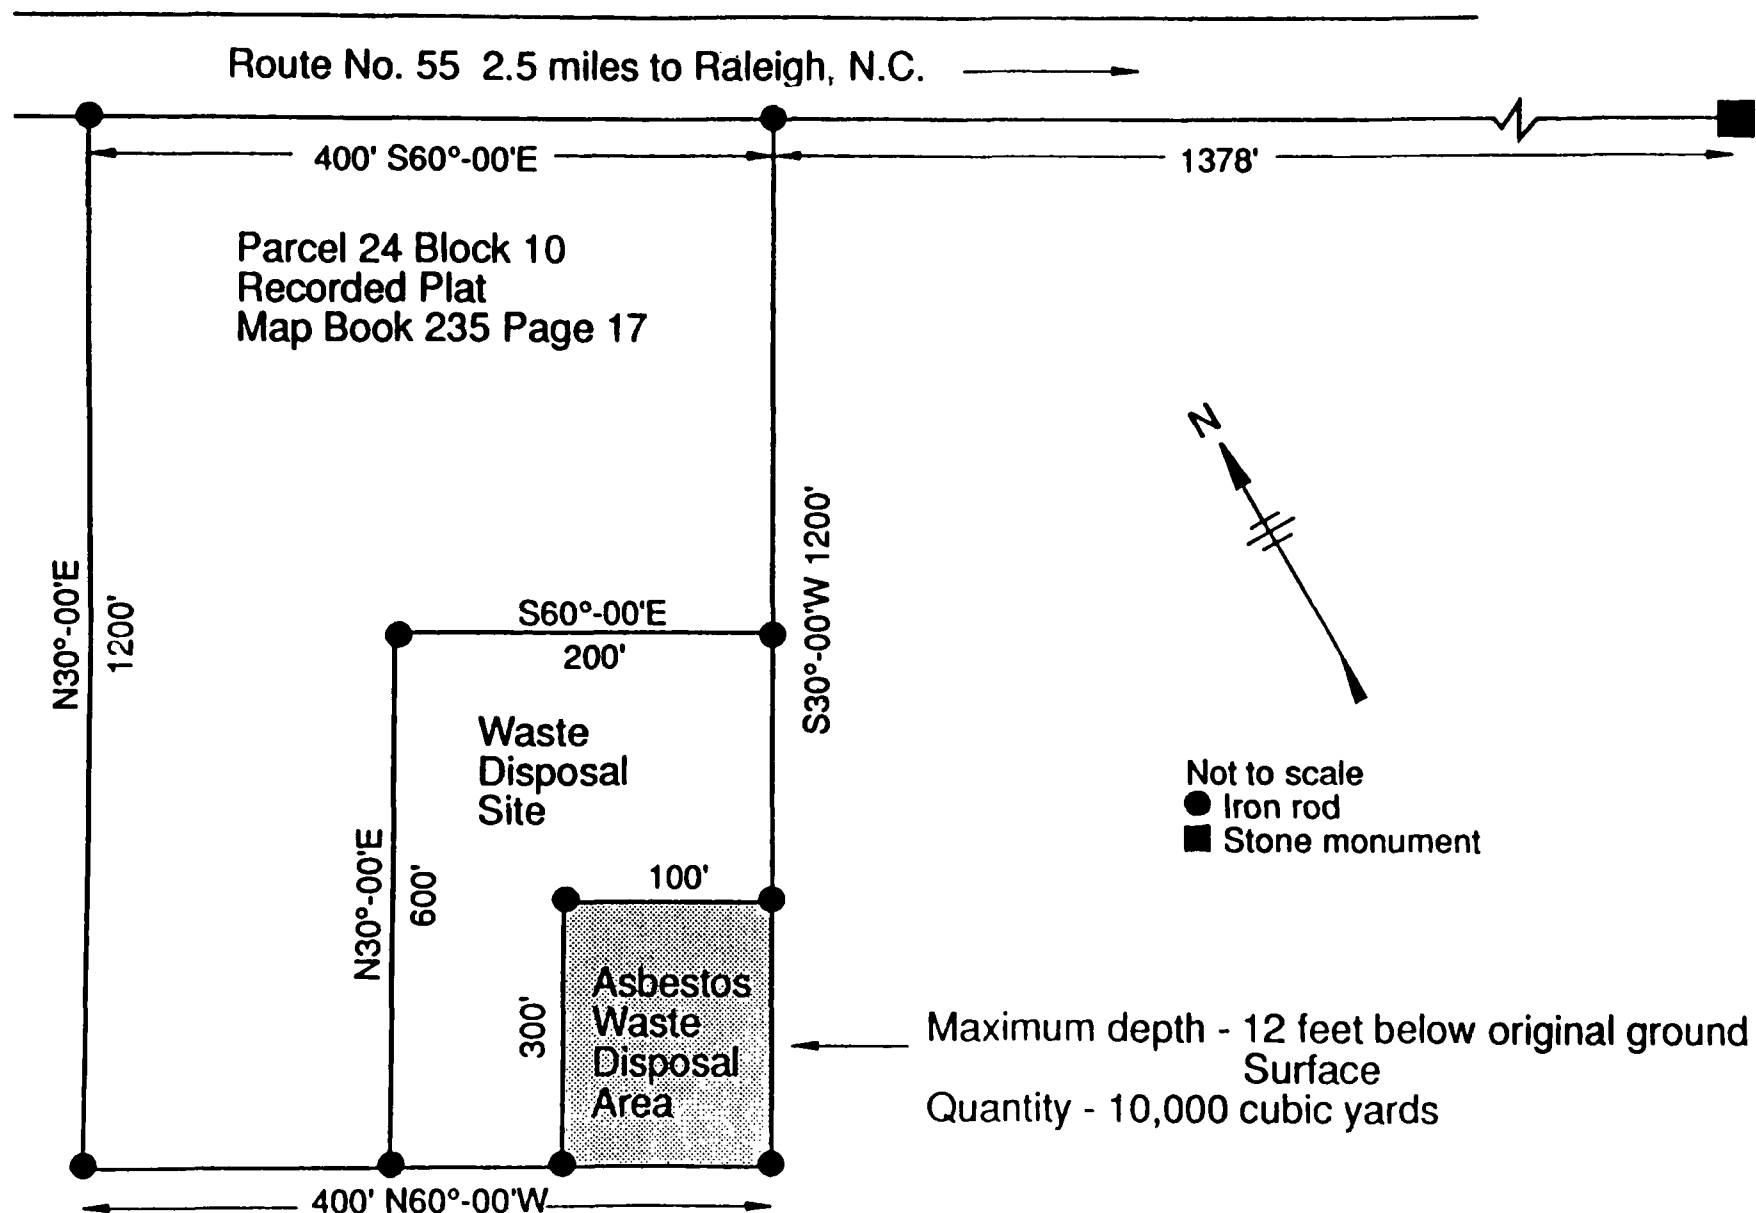 Route No. 55 2.5 miles to Raleigh, N.C.
400' S60°-00'E
1378'
Parcel 24 Block 10
Recorded Plat
Map Book 235 Page 17
N
N30°-00'E
1200'
S30°-00'W 1200'
S60°-00'E
200'
Waste
Disposal
Site
Not to scale
Iron rod
Stone monument
N30°-00'E
600'
100'
300'
Asbestos
Waste
Disposal
Area
Maximum depth - 12 feet below original ground
Surface
Quantity - 10,000 cubic yards
400' N60°-00'W